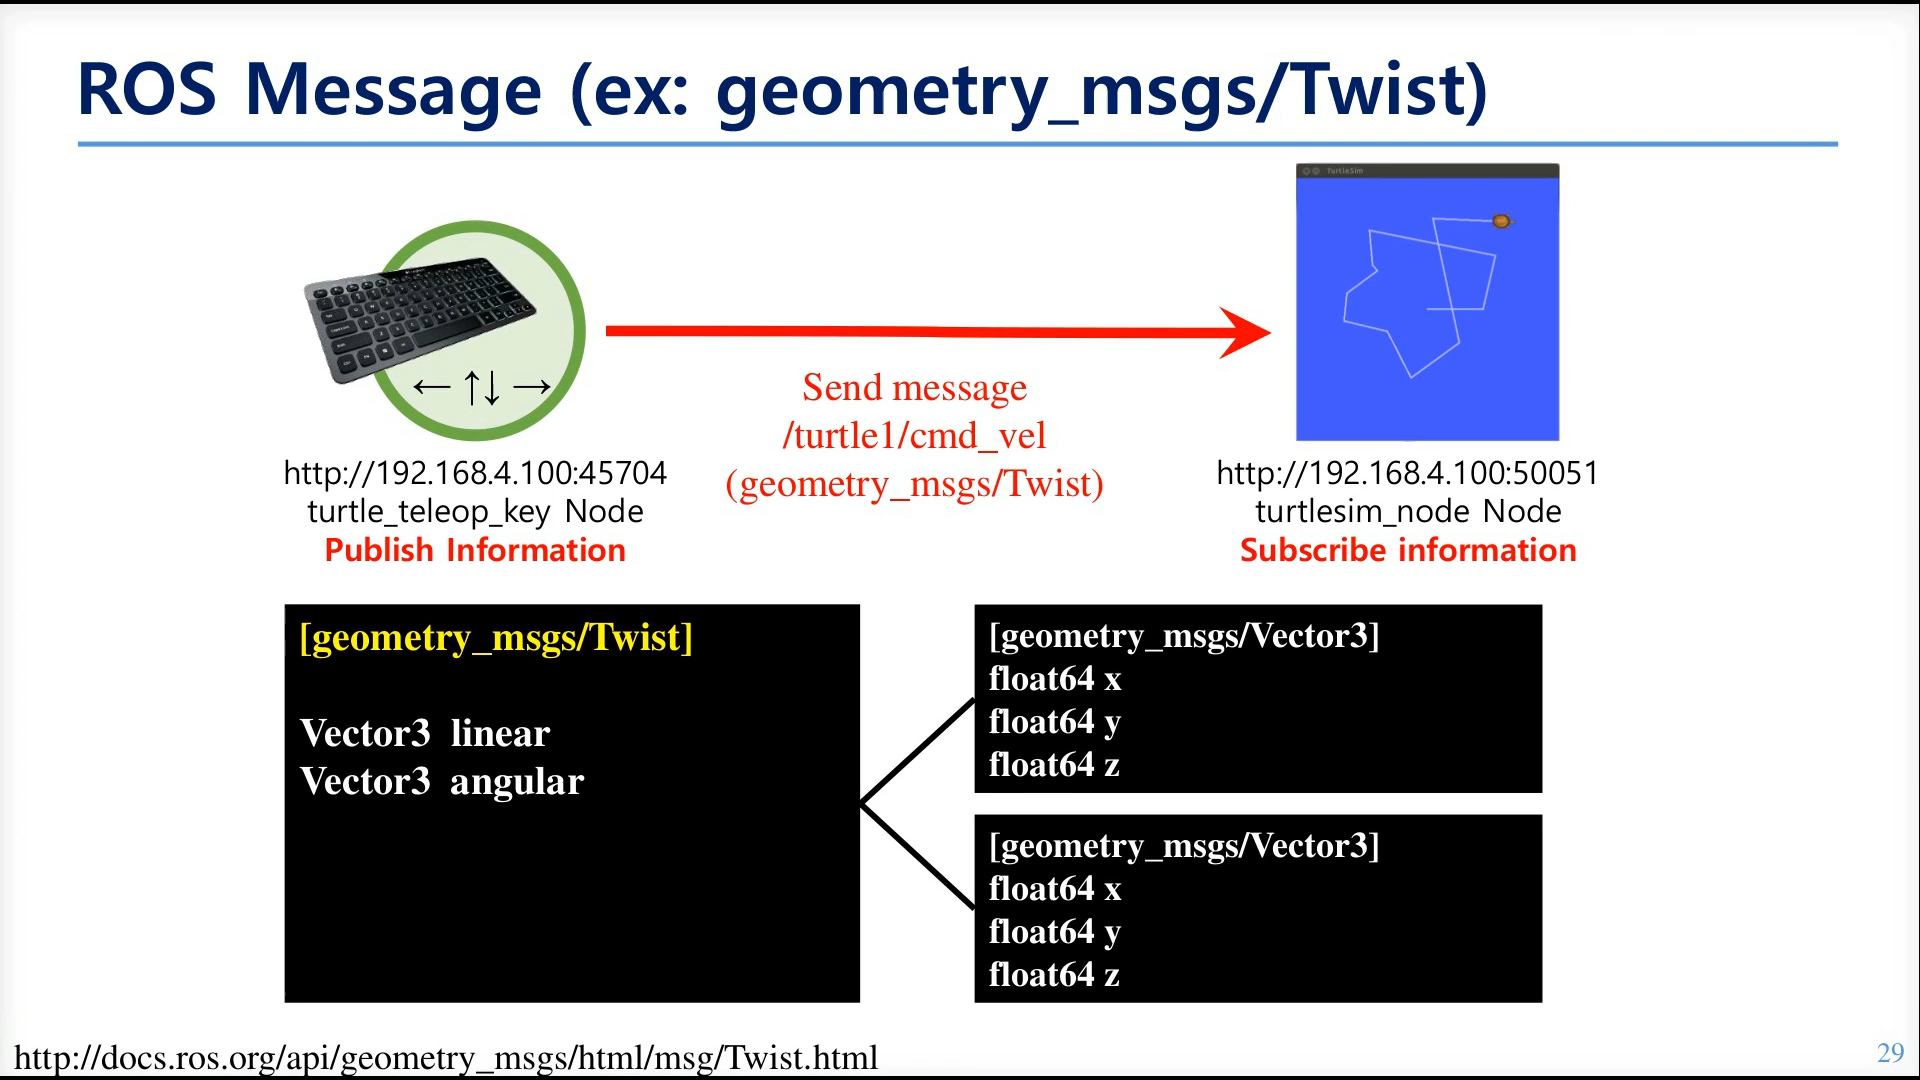 ROS Message (ex: geometry_msgs/Twist)
TurtleSim
← ↑↓ →
Send message
/turtle1/cmd_vel
(geometry_msgs/Twist)
http://192.168.4.100:45704
turtle_teleop_key Node
Publish Information
http://192.168.4.100:50051
turtlesim_node Node
Subscribe information
[geometry_msgs/Twist]
Vector3 linear
Vector3 angular
[geometry_msgs/Vector3]
float64 x
float64 y
float64 z
[geometry_msgs/Vector3]
float64 x
float64 y
float64 z
http://docs.ros.org/api/geometry_msgs/html/msg/Twist.html
29